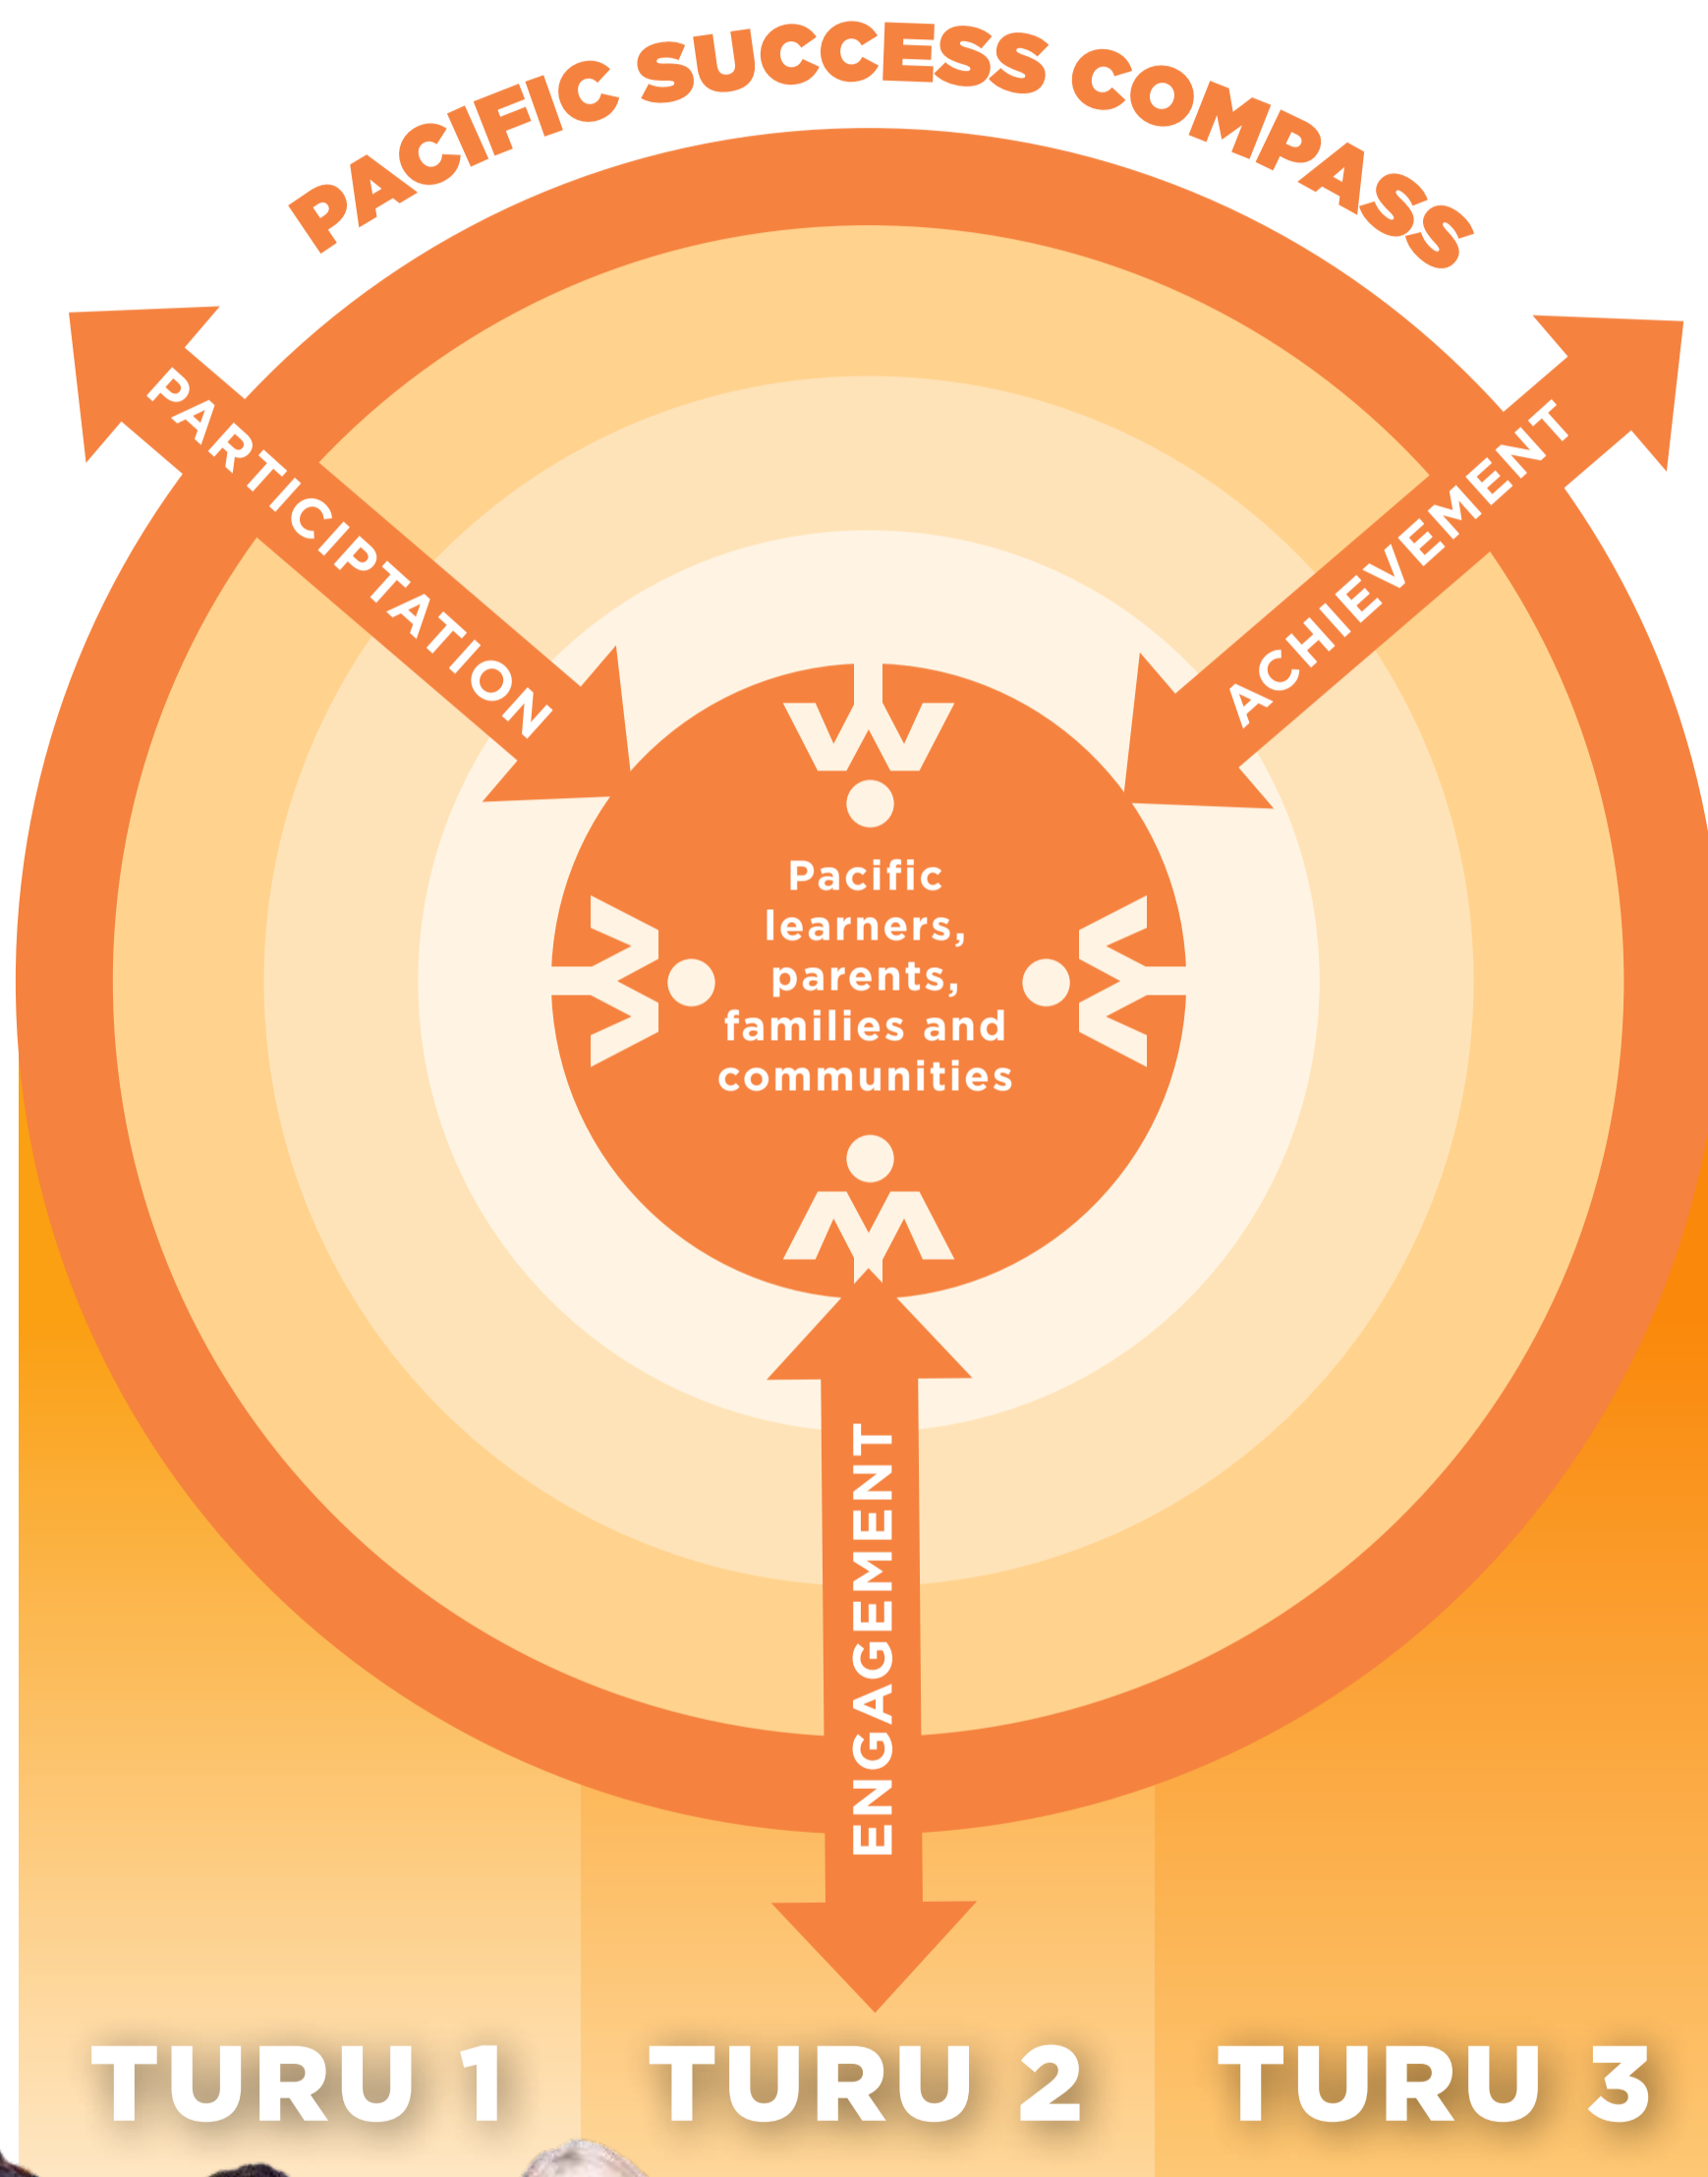 PACIFIC SUCCESS COMPASS
PARTICIPTATION
ACHIEVEMENT
Pacific
learners,
parents,
families and
communities
ENGAGEMENT
TURU 1
TURU 2
TURU 3